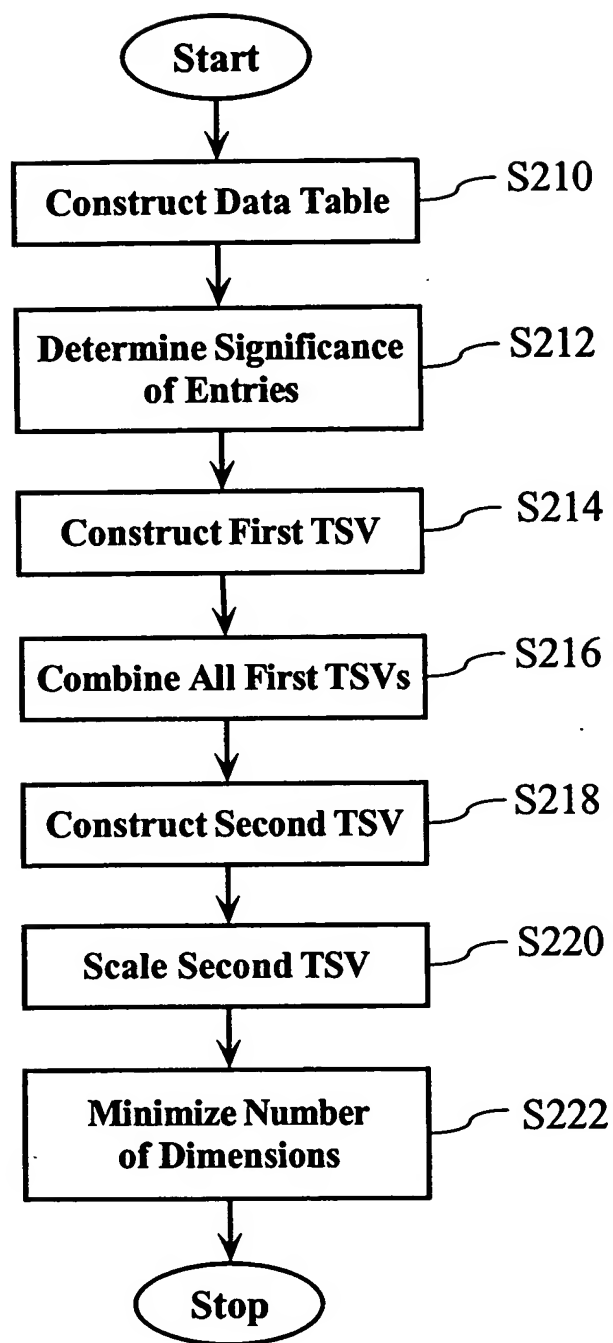 Start
Construct Data Table
S210
Determine Significance
of Entries
S212
Construct First TSV
S214
Combine All First TSVs
S216
Construct Second TSV
S218
Scale Second TSV
S220
Minimize Number
of Dimensions
S222
Stop